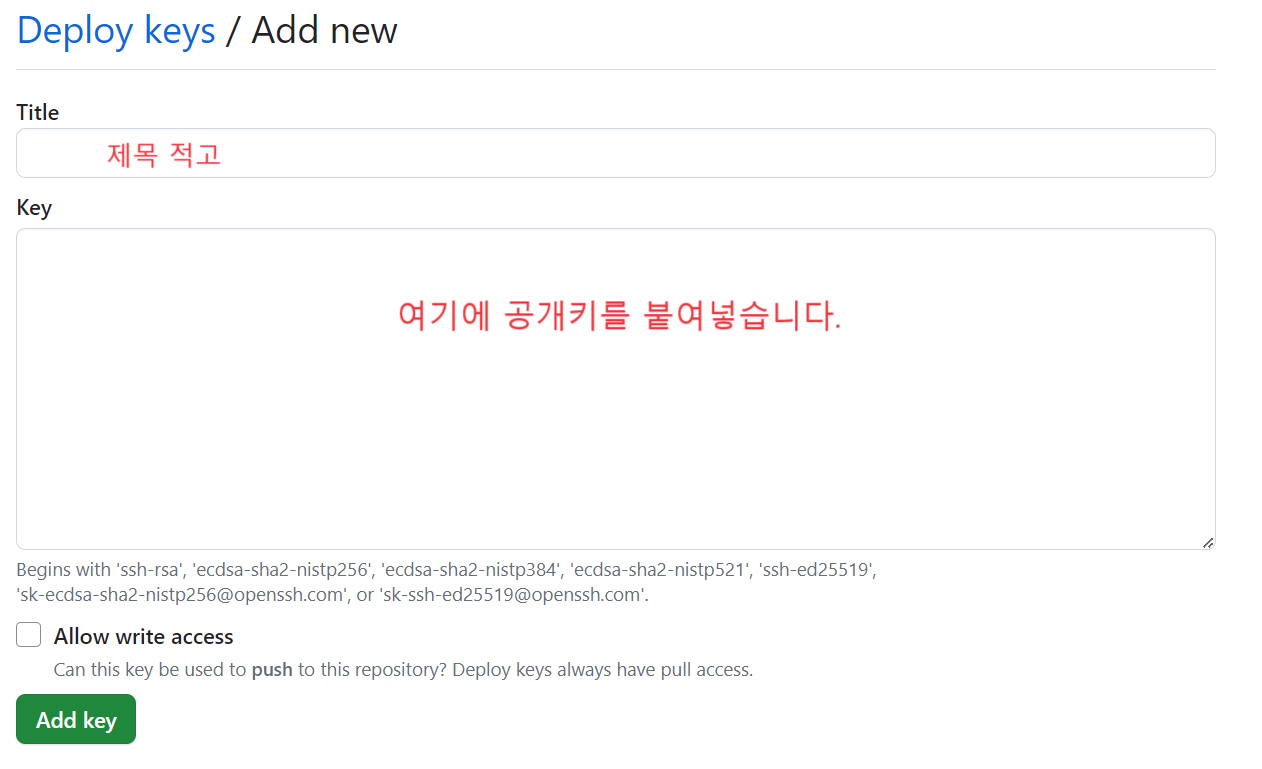 Deploy keys / Add new
Title
제목 적고
Key
여기에 공개키를 붙여넣습니다.
Begins with 'ssh-rsa', 'ecdsa-sha2-nistp256', 'ecdsa-sha2-nistp384', 'ecdsa-sha2-nistp521', 'ssh-ed25519',
'sk-ecdsa-sha2-nistp256@openssh.com', or 'sk-ssh-ed25519@openssh.com'.
Allow write access
Can this key be used to push to this repository? Deploy keys always have pull access.
Add key